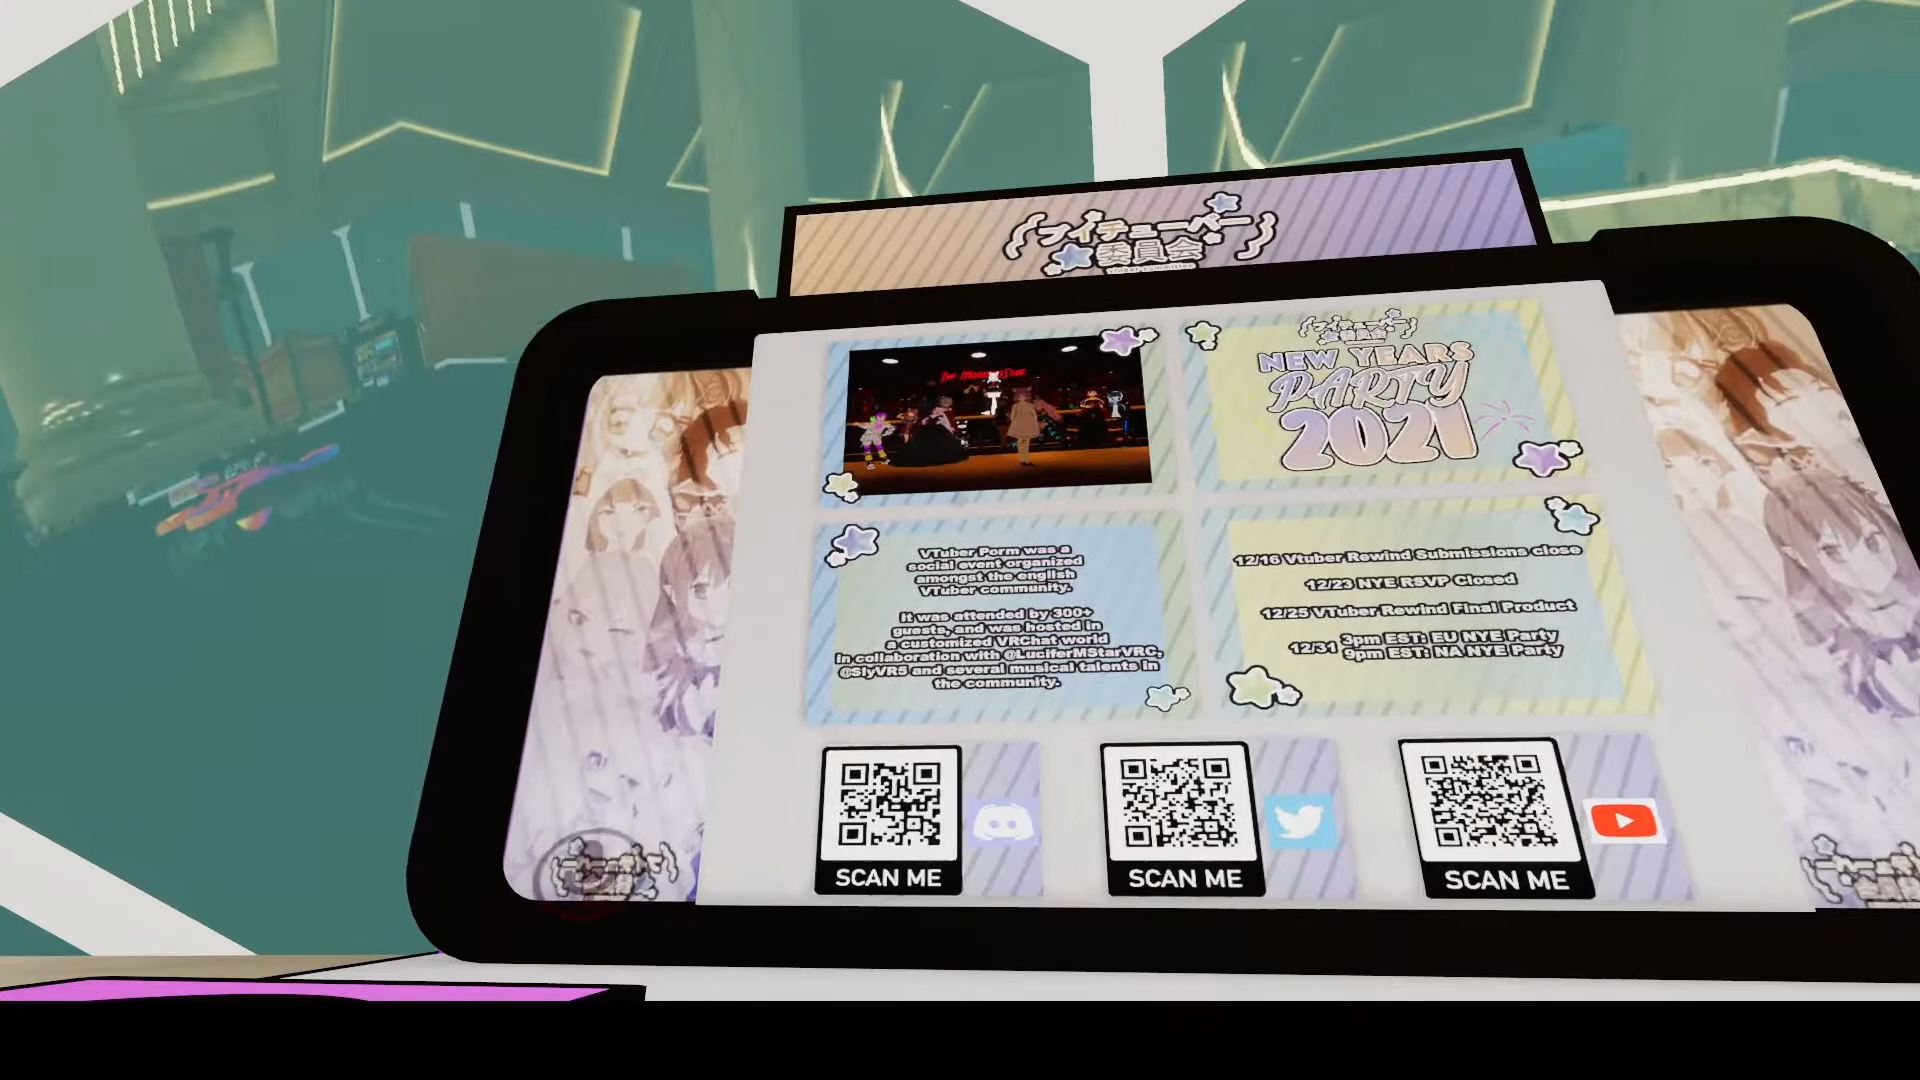 ブイチューバー
委員会
vtuber committee
NEW YEARS
PARTY
2021
VTuber Porm was a
social event organized
amongst the english
VTuber community.
It was attended by 300+
guests, and was hosted in
a customized VRChat world
in collaboration with @LuciferMStarVRC,
@SlyVR5 and several musical talents in
the community.
12/16 Vtuber Rewind Submissions close
12/23 NYE RSVP Closed
12/25 VTuber Rewind Final Product
12/31 3pm EST: EU NYE Party
9pm EST: NA NYE Party
SCAN ME
SCAN ME
SCAN ME